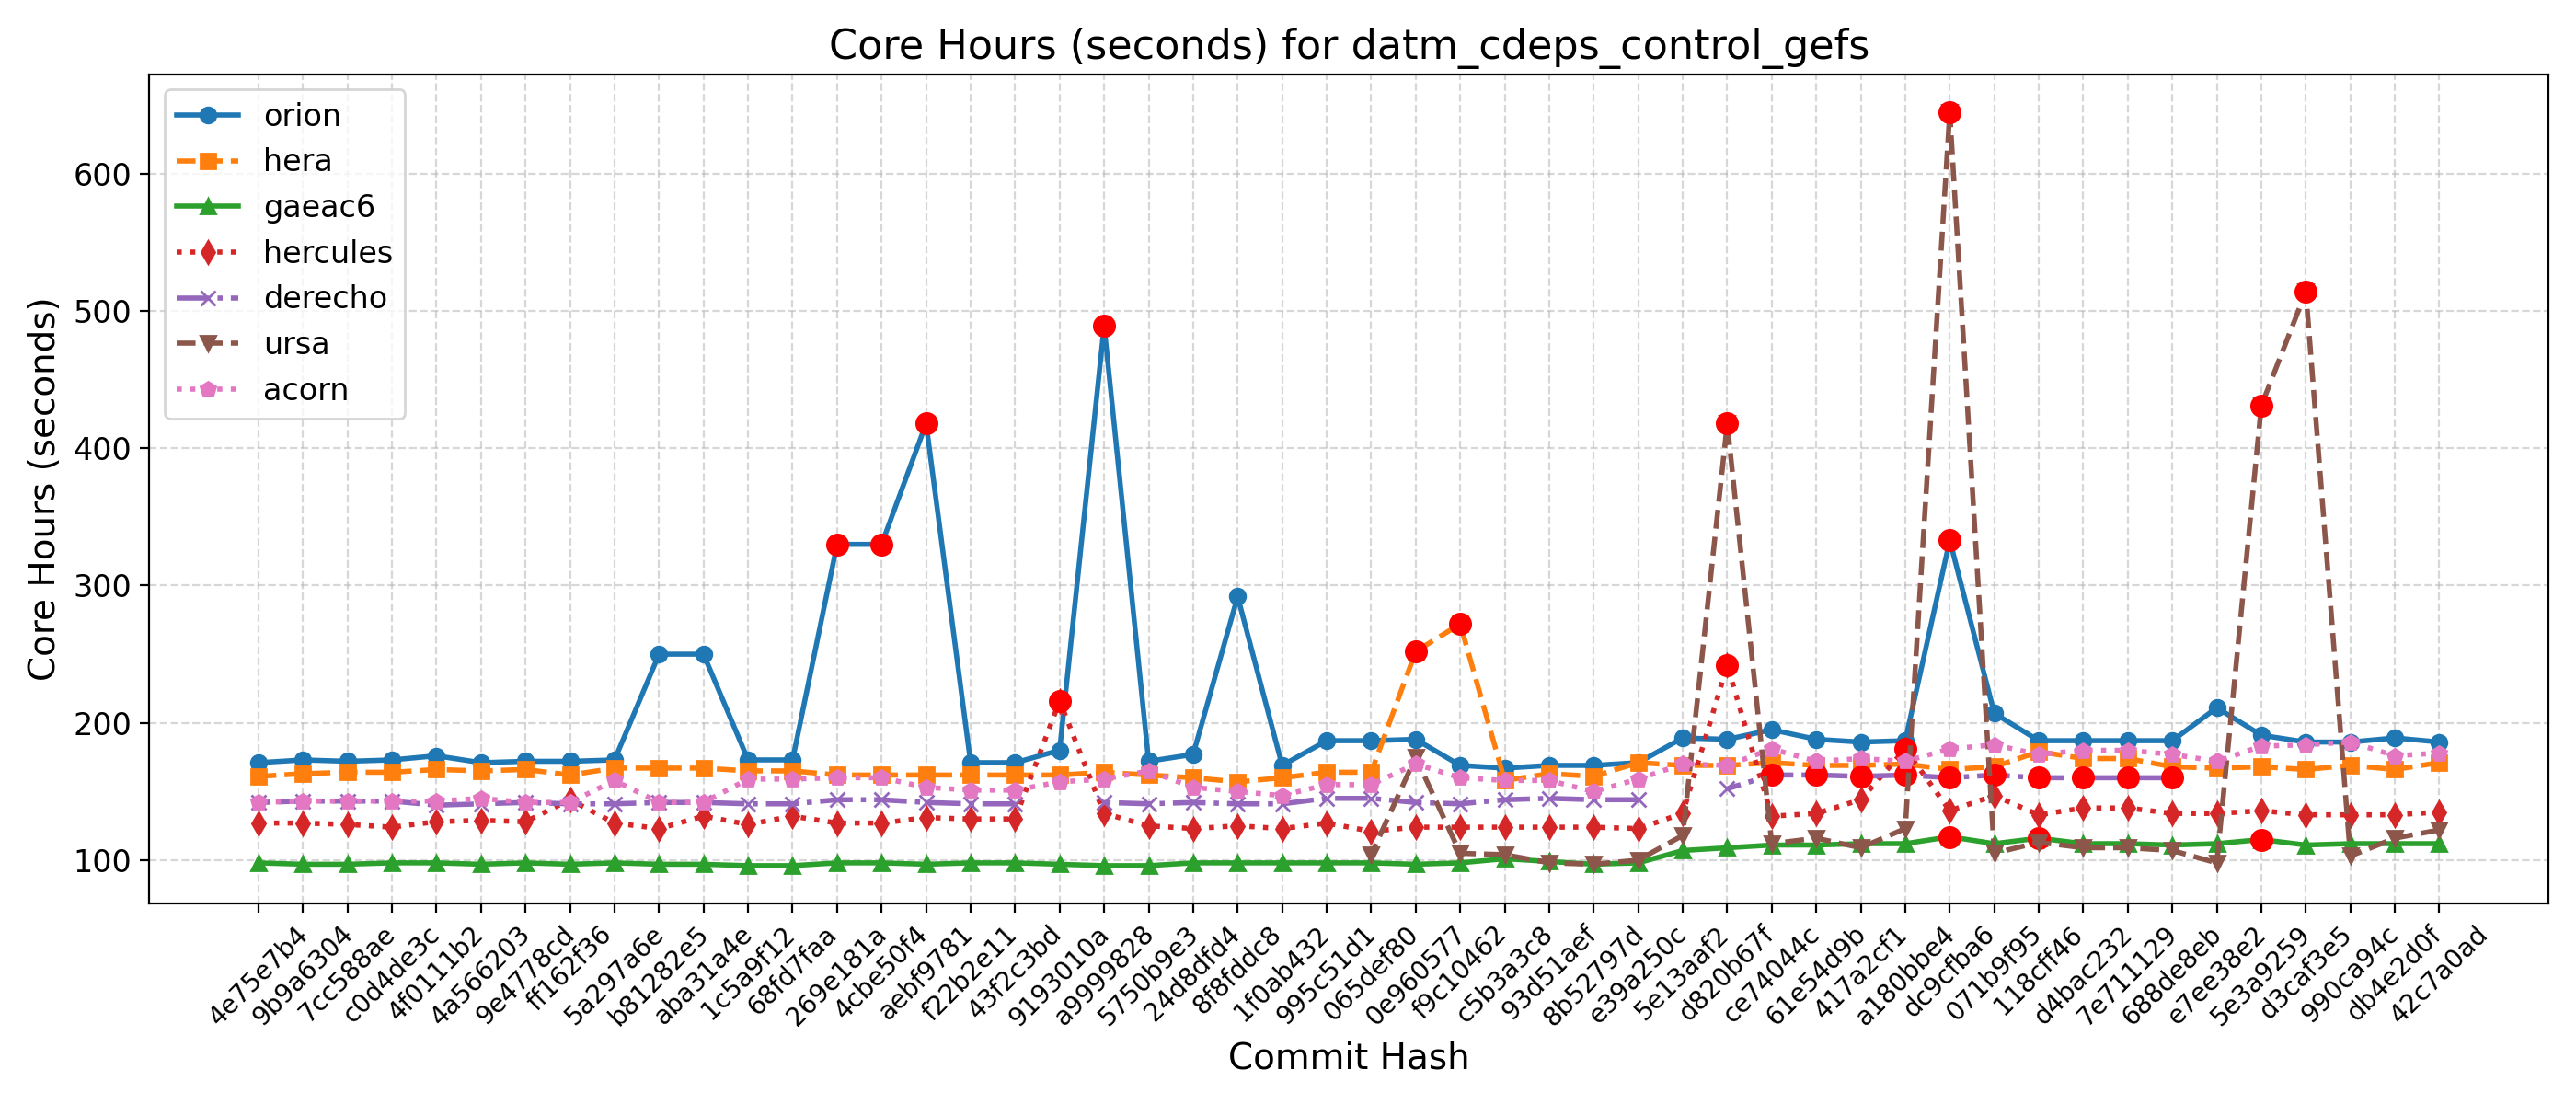 Core Hours (seconds) for datm_cdeps_control_gefs
Core Hours (seconds)
600
500
400
300
200
100
orion
hera
gaeac6
hercules
derecho
ursa
acorn
4e75e7b4
9b9a6304
7cc588ae
c0d4de3c
4f0111b2
4a566203
9e4778cd
ff162f36
5a297a6e
b81282e5
aba31a4e
1c5a9f12
68fd7faa
269e181a
4cbe50f4
aebf9781
f22b2e11
43f2c3bd
9193010a
a9999828
5750b9e3
24d8dfd4
8f8fddc8
1f0ab432
995c51d1
065def80
0e960577
f9c10462
c5b3a3c8
93d51aef
8b52797d
e39a250c
5e13aaf2
d820b67f
ce74044c
61e54d9b
417a2cf1
a180bbe4
dc9cfba6
071b9f95
118cff46
d4bac232
7e711129
688de8eb
e7ee38e2
5e3a9259
d3caf3e5
990ca94c
db4e2d0f
42c7a0ad
Commit Hash